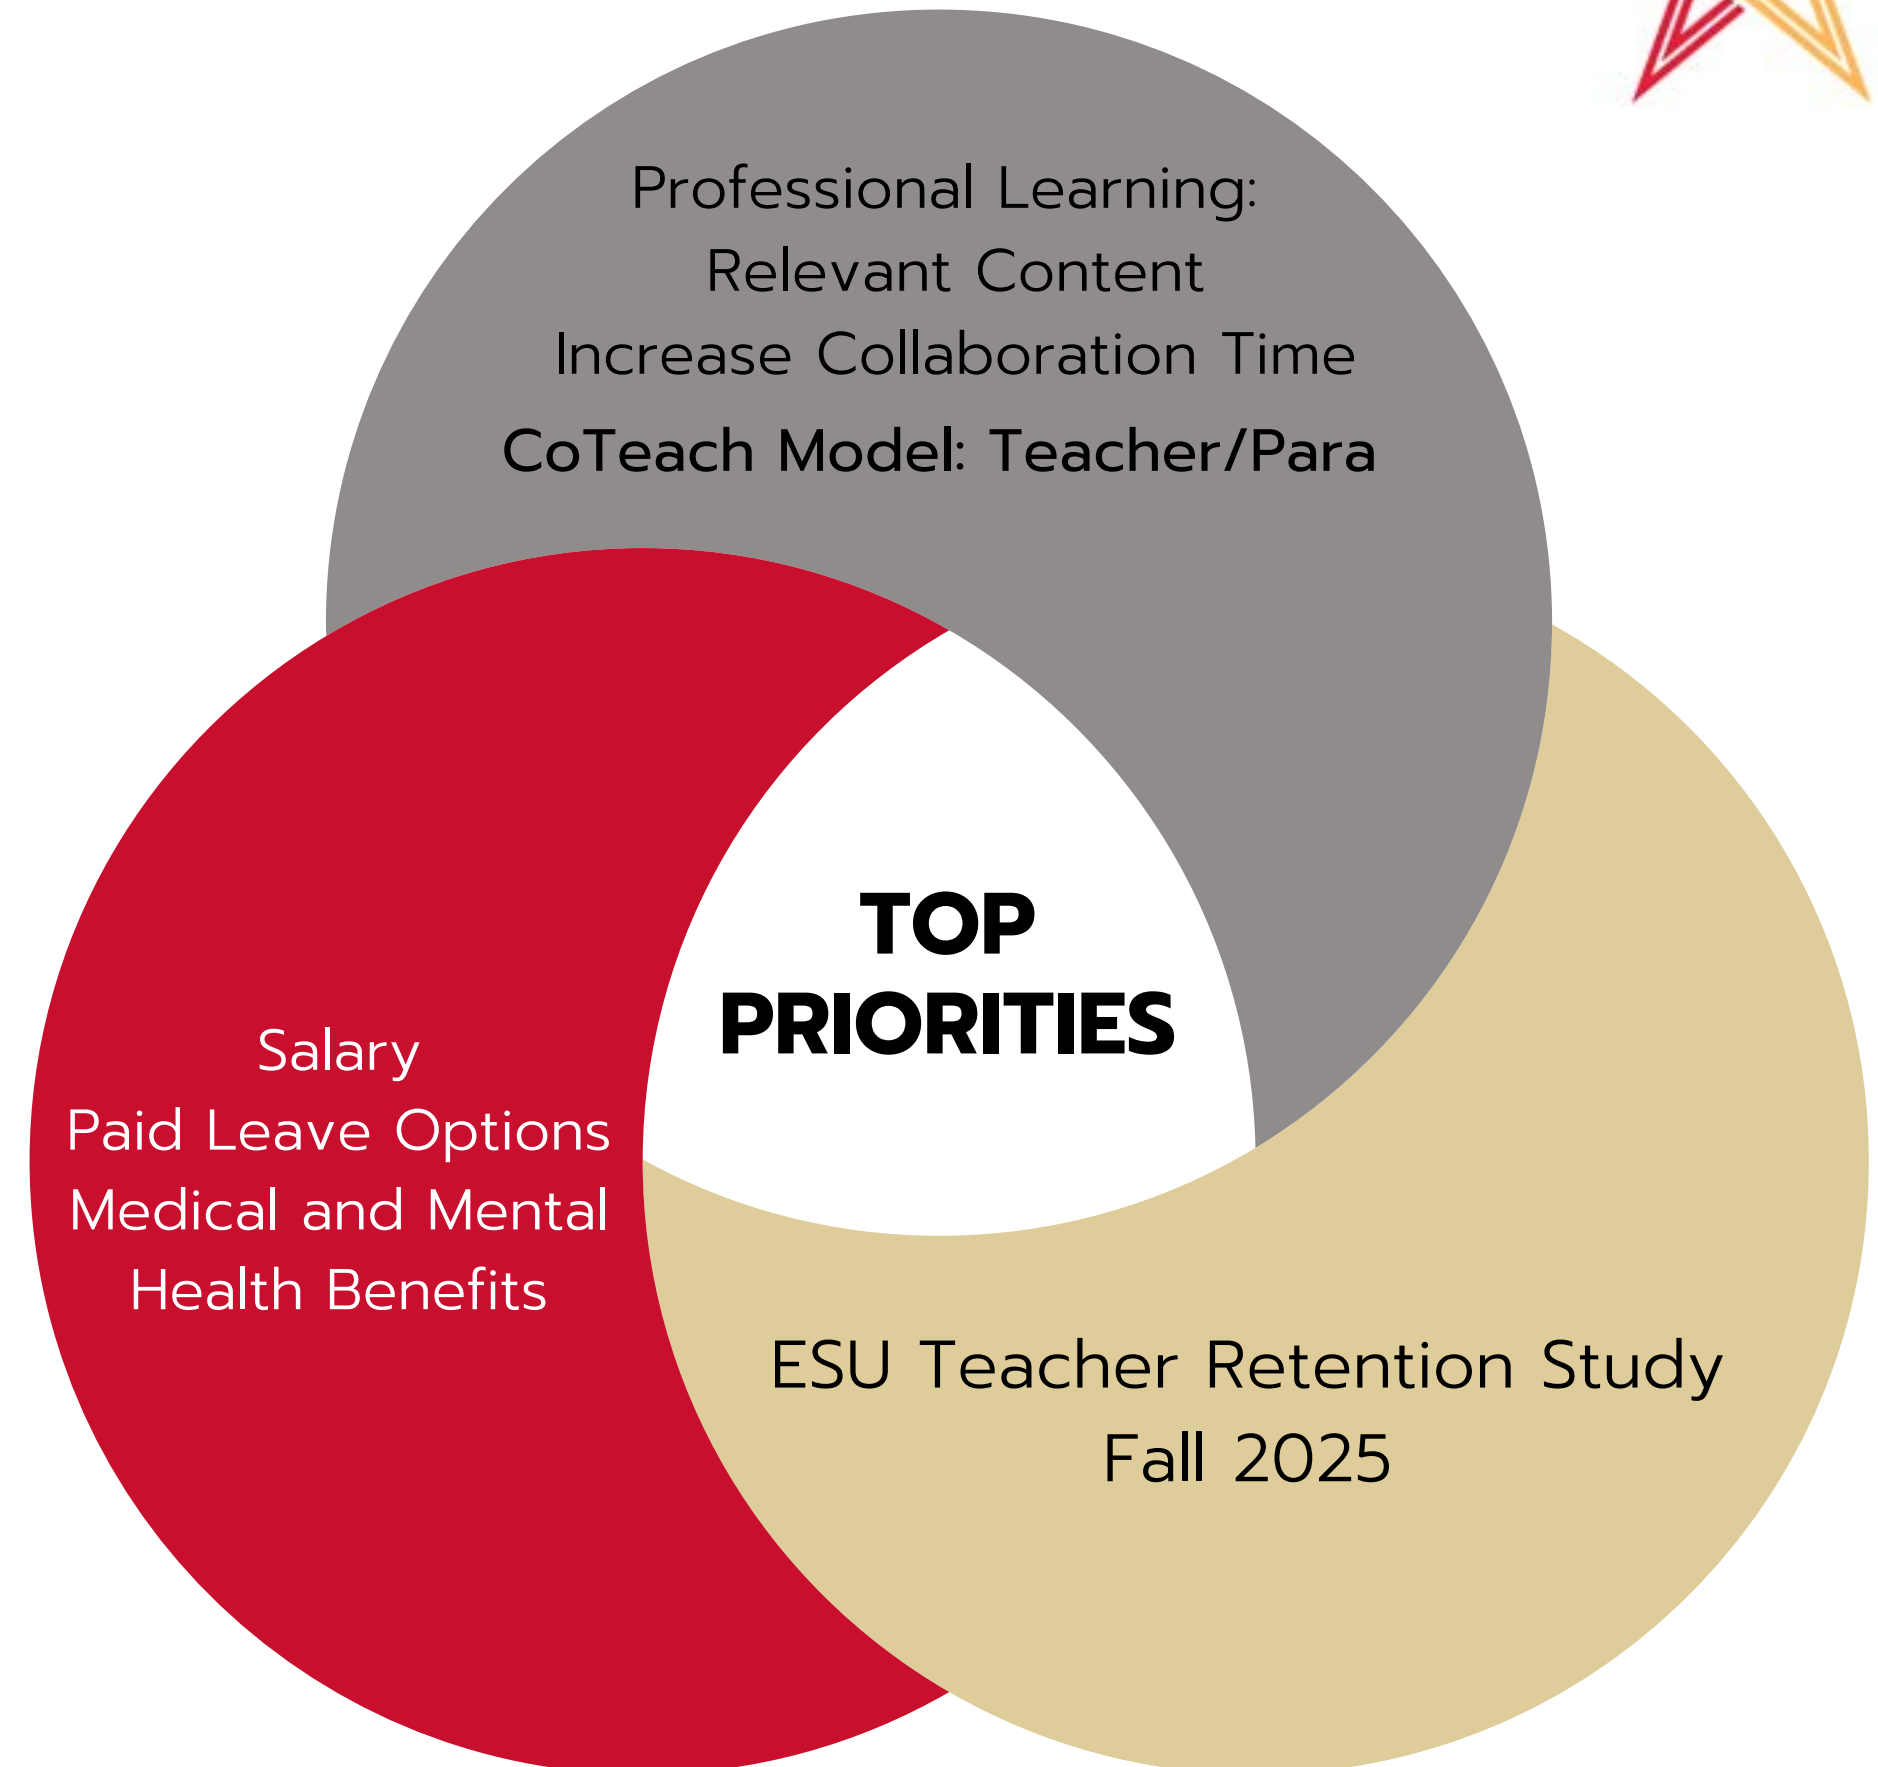 Professional Learning:
Relevant Content
Increase Collaboration Time
CoTeach Model: Teacher/Para
TOP
PRIORITIES
Salary
Paid Leave Options
Medical and Mental
Health Benefits
ESU Teacher Retention Study
Fall 2025